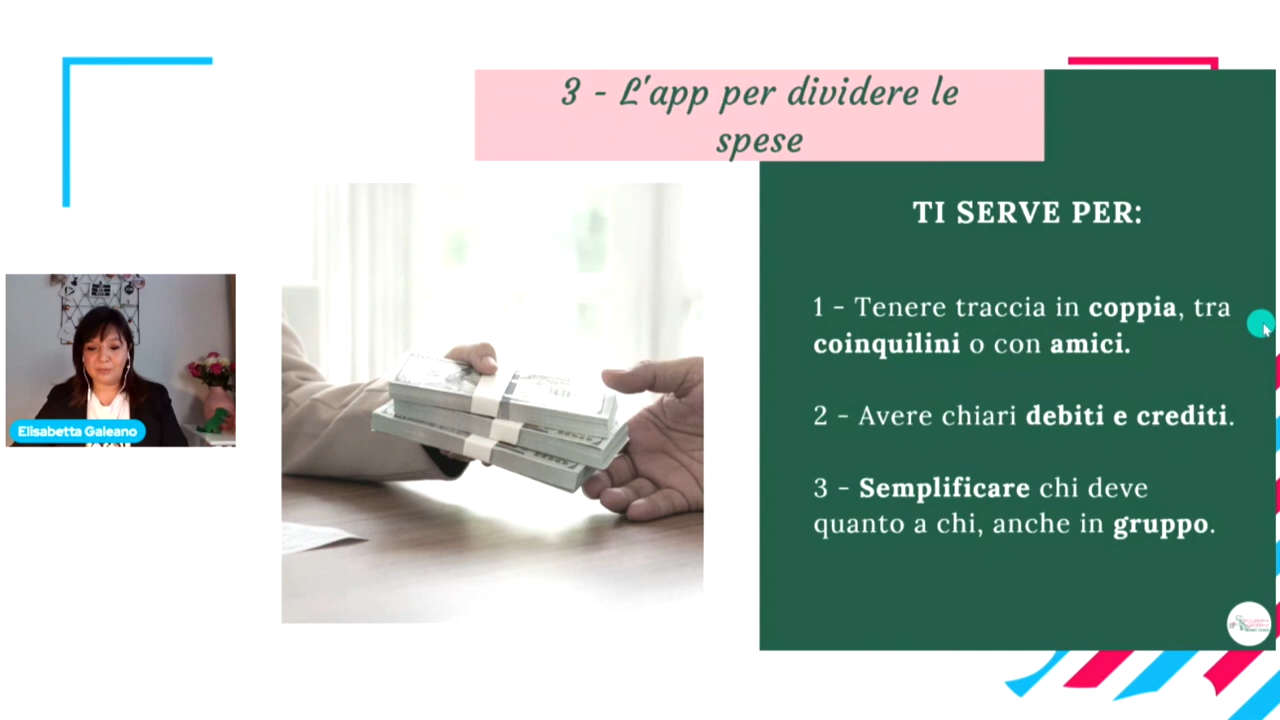 3 - L'app per dividere le
spese
TI SERVE PER:
1 - Tenere traccia in coppia, tra
coinquilini o con amici.
2 - Avere chiari debiti e crediti.
3 - Semplificare chi deve
quanto a chi, anche in gruppo.
Elisabetta Galeano